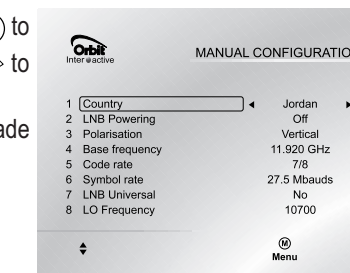 ) to
to
ade
Orbit
Inter active
MANUAL CONFIGURATIO
1 Country Jordan
2 LNB Powering Off
3 Polarisation Vertical
4 Base frequency 11.920 GHz
5 Code rate 7/8
6 Symbol rate 27.5 Mbauds
7 LNB Universal No
8 LO Frequency 10700
M
Menu